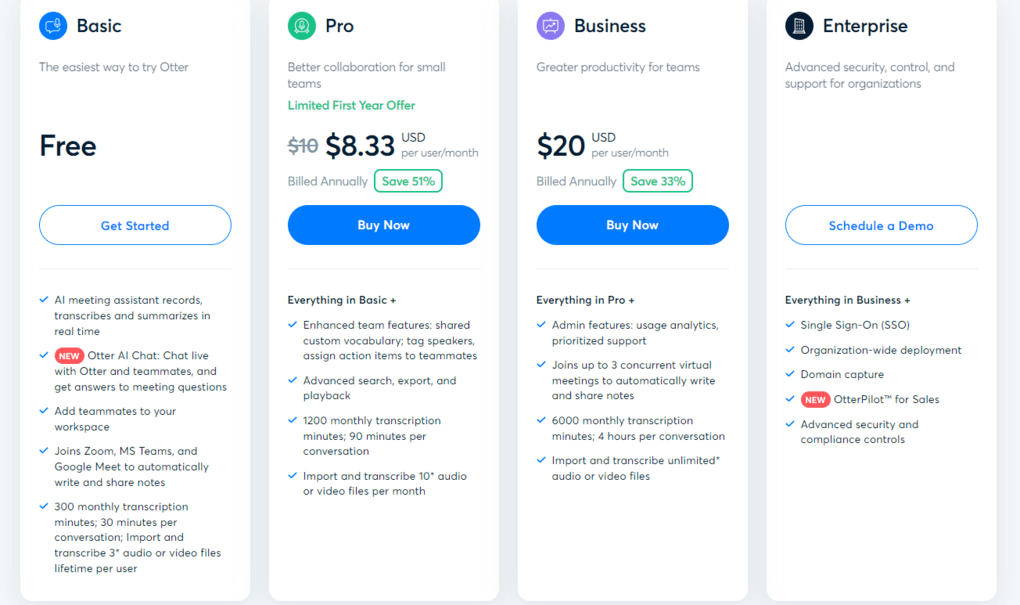 Basic
The easiest way to try Otter
Free
Get Started
AI meeting assistant records,
transcribes and summarizes in
real time
NEW Otter AI Chat: Chat live
with Otter and teammates, and
get answers to meeting questions
Add teammates to your
workspace
Joins Zoom, MS Teams, and
Google Meet to automatically
write and share notes
300 monthly transcription
minutes; 30 minutes per
conversation; Import and
transcribe 3* audio or video files
lifetime per user
Pro
Better collaboration for small
teams
Limited First Year Offer
$10 $8.33 USD
per user/month
Billed Annually Save 51%
Buy Now
Everything in Basic +
Enhanced team features: shared
custom vocabulary; tag speakers,
assign action items to teammates
Advanced search, export, and
playback
1200 monthly transcription
minutes; 90 minutes per
conversation
Import and transcribe 10* audio
or video files per month
Business
Greater productivity for teams
$20 USD
per user/month
Billed Annually Save 33%
Buy Now
Everything in Pro +
Admin features: usage analytics,
prioritized support
Joins up to 3 concurrent virtual
meetings to automatically write
and share notes
6000 monthly transcription
minutes; 4 hours per conversation
Import and transcribe unlimited*
audio or video files
Enterprise
Advanced security, control, and
support for organizations
Schedule a Demo
Everything in Business +
Single Sign-On (SSO)
Organization-wide deployment
Domain capture
NEW OtterPilot™ for Sales
Advanced security and
compliance controls